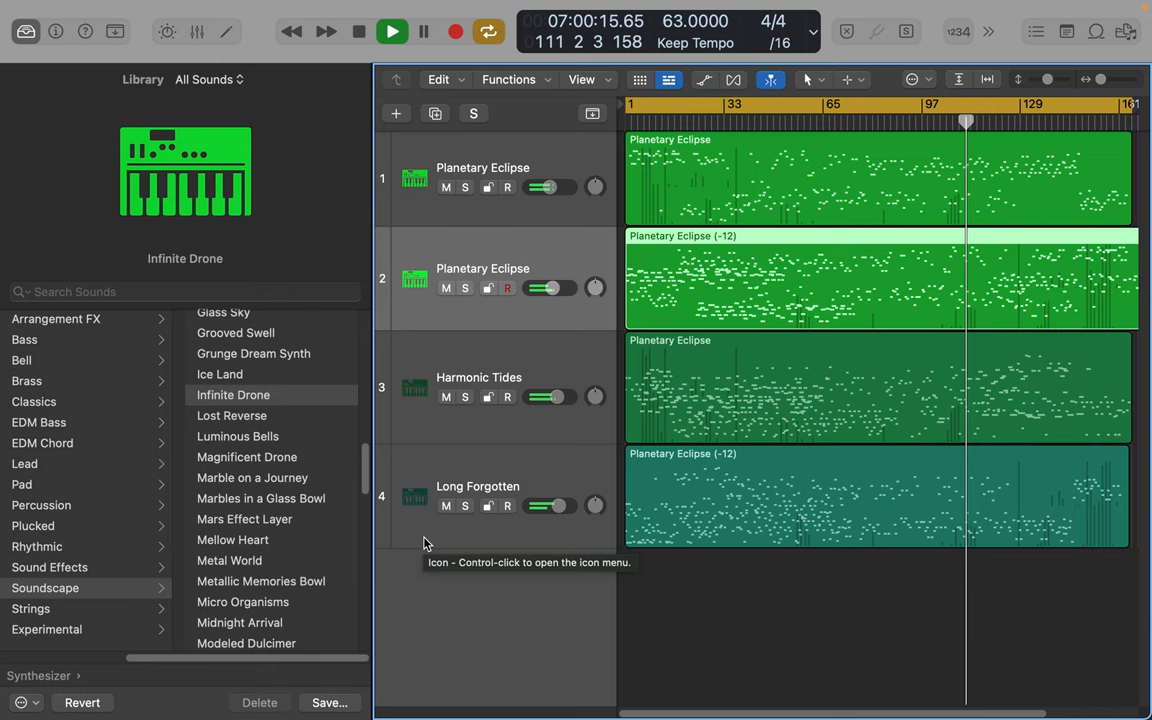 07:00:15.65 63.0000 4/4
111 2 3 158 Keep Tempo /16
1234
Library All Sounds
Edit Functions View
S
1 33 65 97 129 161
Infinite Drone
Search Sounds
Arrangement FX
Bass
Bell
Brass
Classics
EDM Bass
EDM Chord
Lead
Pad
Percussion
Plucked
Rhythmic
Sound Effects
Soundscape
Strings
Experimental
Glass Sky
Grouped Swell
Grunge Dream Synth
Ice Land
Infinite Drone
Lost Reverse
Luminous Bells
Magnificent Drone
Marble on a Journey
Marbles in a Glass Bowl
Mars Effect Layer
Mellow Heart
Metal World
Metallic Memories Bowl
Micro Organisms
Midnight Arrival
Modeled Dulcimer
Synthesizer
Revert Delete Save...
1 Planetary Eclipse
M S R
2 Planetary Eclipse
M S R
3 Harmonic Tides
M S R
4 Long Forgotten
M S R
Icon - Control-click to open the icon menu.
Planetary Eclipse
Planetary Eclipse (-12)
Planetary Eclipse
Planetary Eclipse (-12)